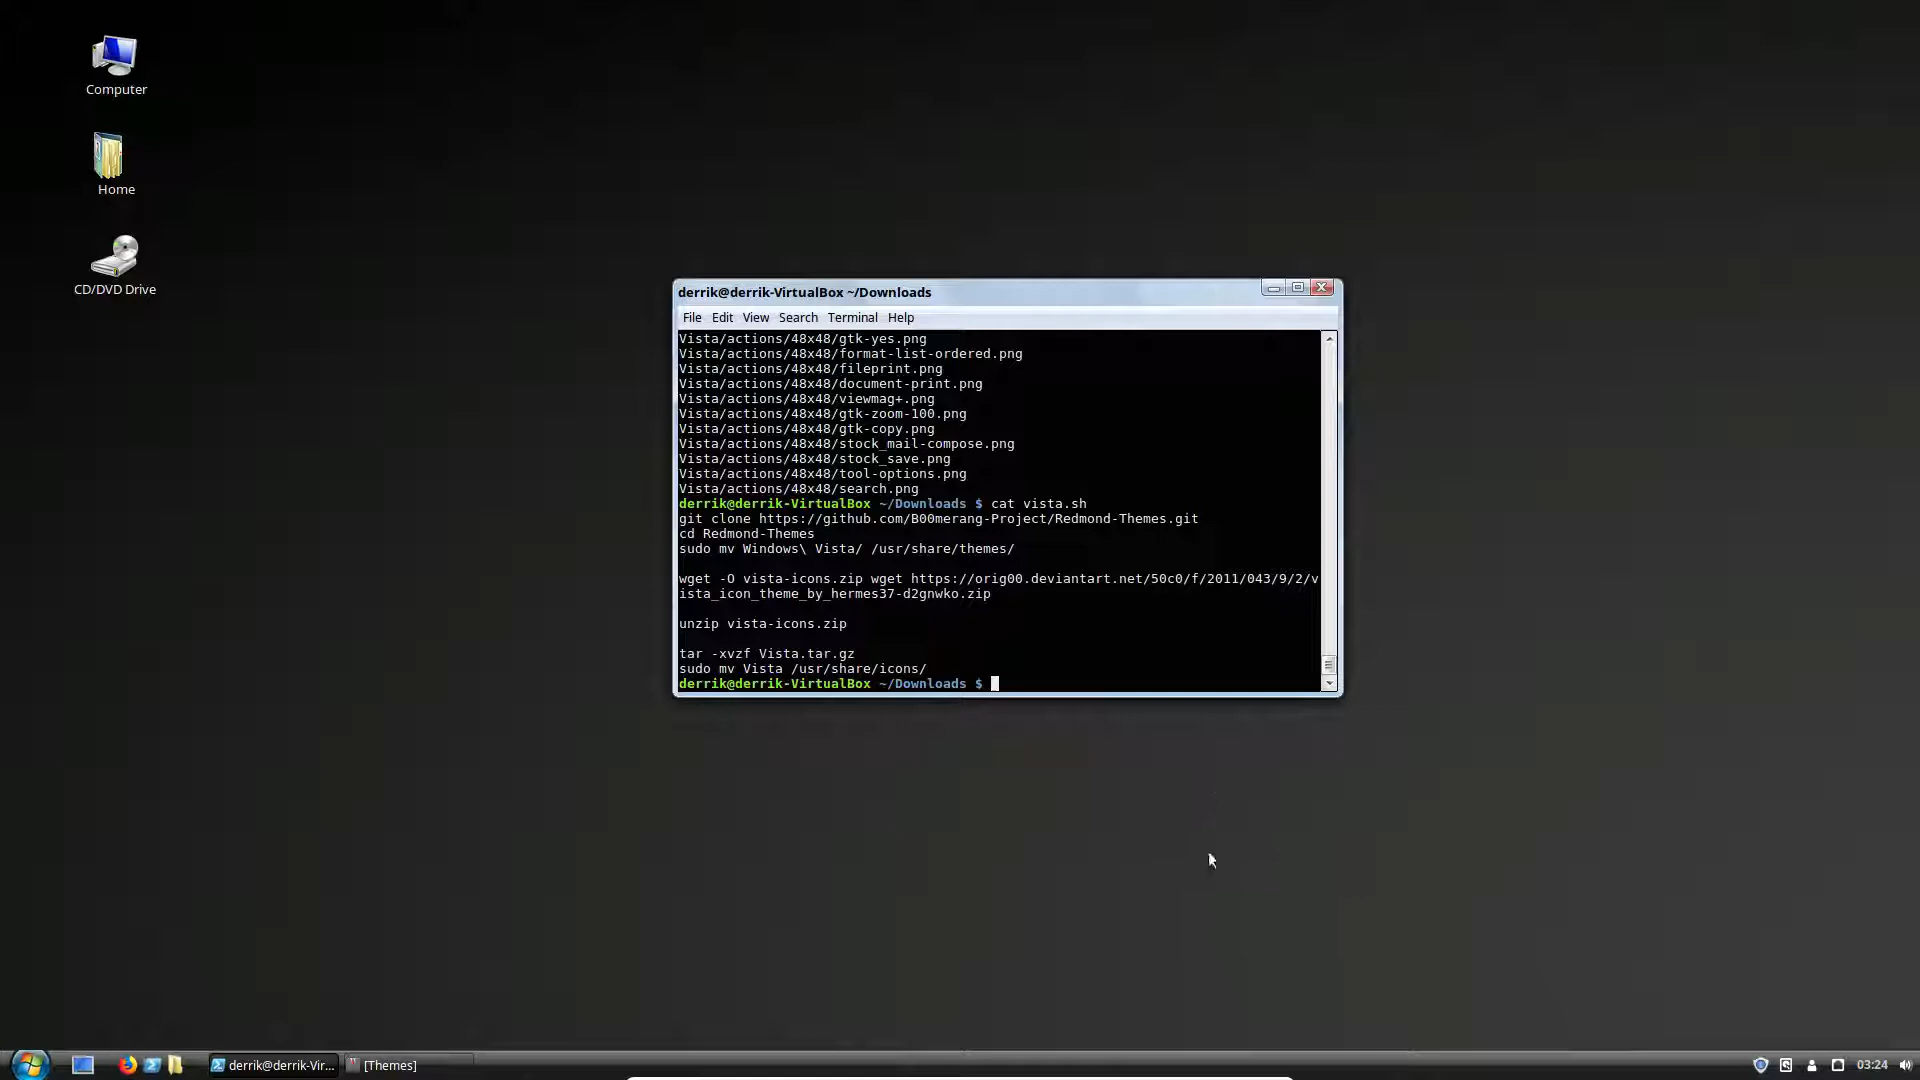 Computer
Home
CD/DVD Drive
derrik@derrik-VirtualBox ~/Downloads
File Edit View Search Terminal Help
Vista/actions/48x48/gtk-yes.png
Vista/actions/48x48/format-list-ordered.png
Vista/actions/48x48/fileprint.png
Vista/actions/48x48/document-print.png
Vista/actions/48x48/viewmag+.png
Vista/actions/48x48/gtk-zoom-100.png
Vista/actions/48x48/gtk-copy.png
Vista/actions/48x48/stock_mail-compose.png
Vista/actions/48x48/stock_save.png
Vista/actions/48x48/tool-options.png
Vista/actions/48x48/search.png
derrik@derrik-VirtualBox ~/Downloads $ cat vista.sh
git clone https://github.com/B00merang-Project/Redmond-Themes.git
cd Redmond-Themes
sudo mv Windows\ Vista/ /usr/share/themes/
wget -O vista-icons.zip wget https://orig00.deviantart.net/50c0/f/2011/043/9/2/v
ista_icon_theme_by_hermes37-d2gnwko.zip
unzip vista-icons.zip
tar -xvzf Vista.tar.gz
sudo mv Vista /usr/share/icons/
derrik@derrik-VirtualBox ~/Downloads $
derrik@derrik-Vir... [Themes] 03:24